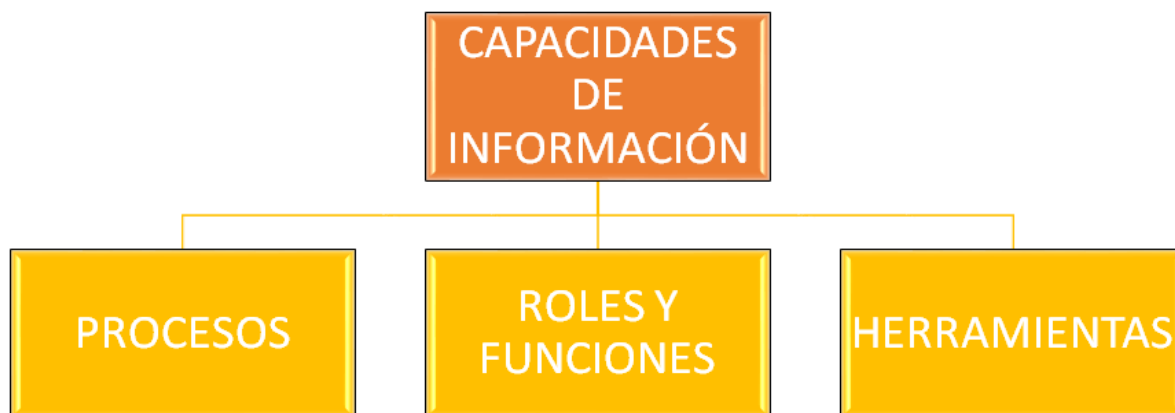 CAPACIDADES
DE
INFORMACIÓN
PROCESOS
ROLES Y
FUNCIONES
HERRAMIENTAS